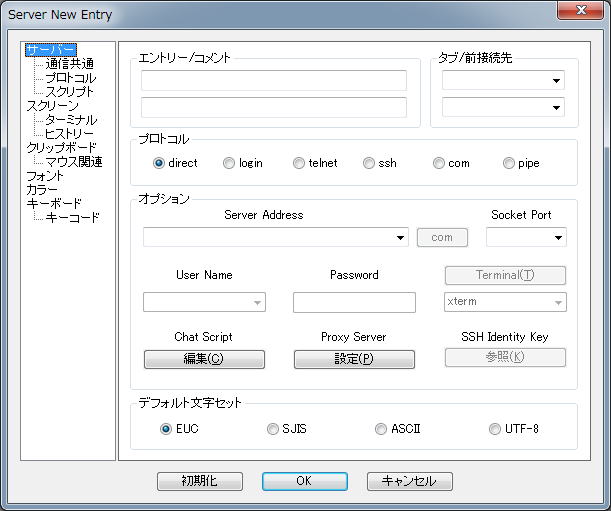 Server New Entry
サーバー
通信共通
プロトコル
スクリプト
スクリーン
ターミナル
ヒストリー
クリップボード
マウス関連
フォント
カラー
キーボード
キーコード
エントリー/コメント
タブ/前接続先
プロトコル
direct login telnet ssh com pipe
オプション
Server Address Socket Port
com
User Name Password Terminal(T)
xterm
Chat Script Proxy Server SSH Identity Key
編集(C) 設定(P) 参照(K)
デフォルト文字セット
EUC SJIS ASCII UTF-8
初期化 OK キャンセル